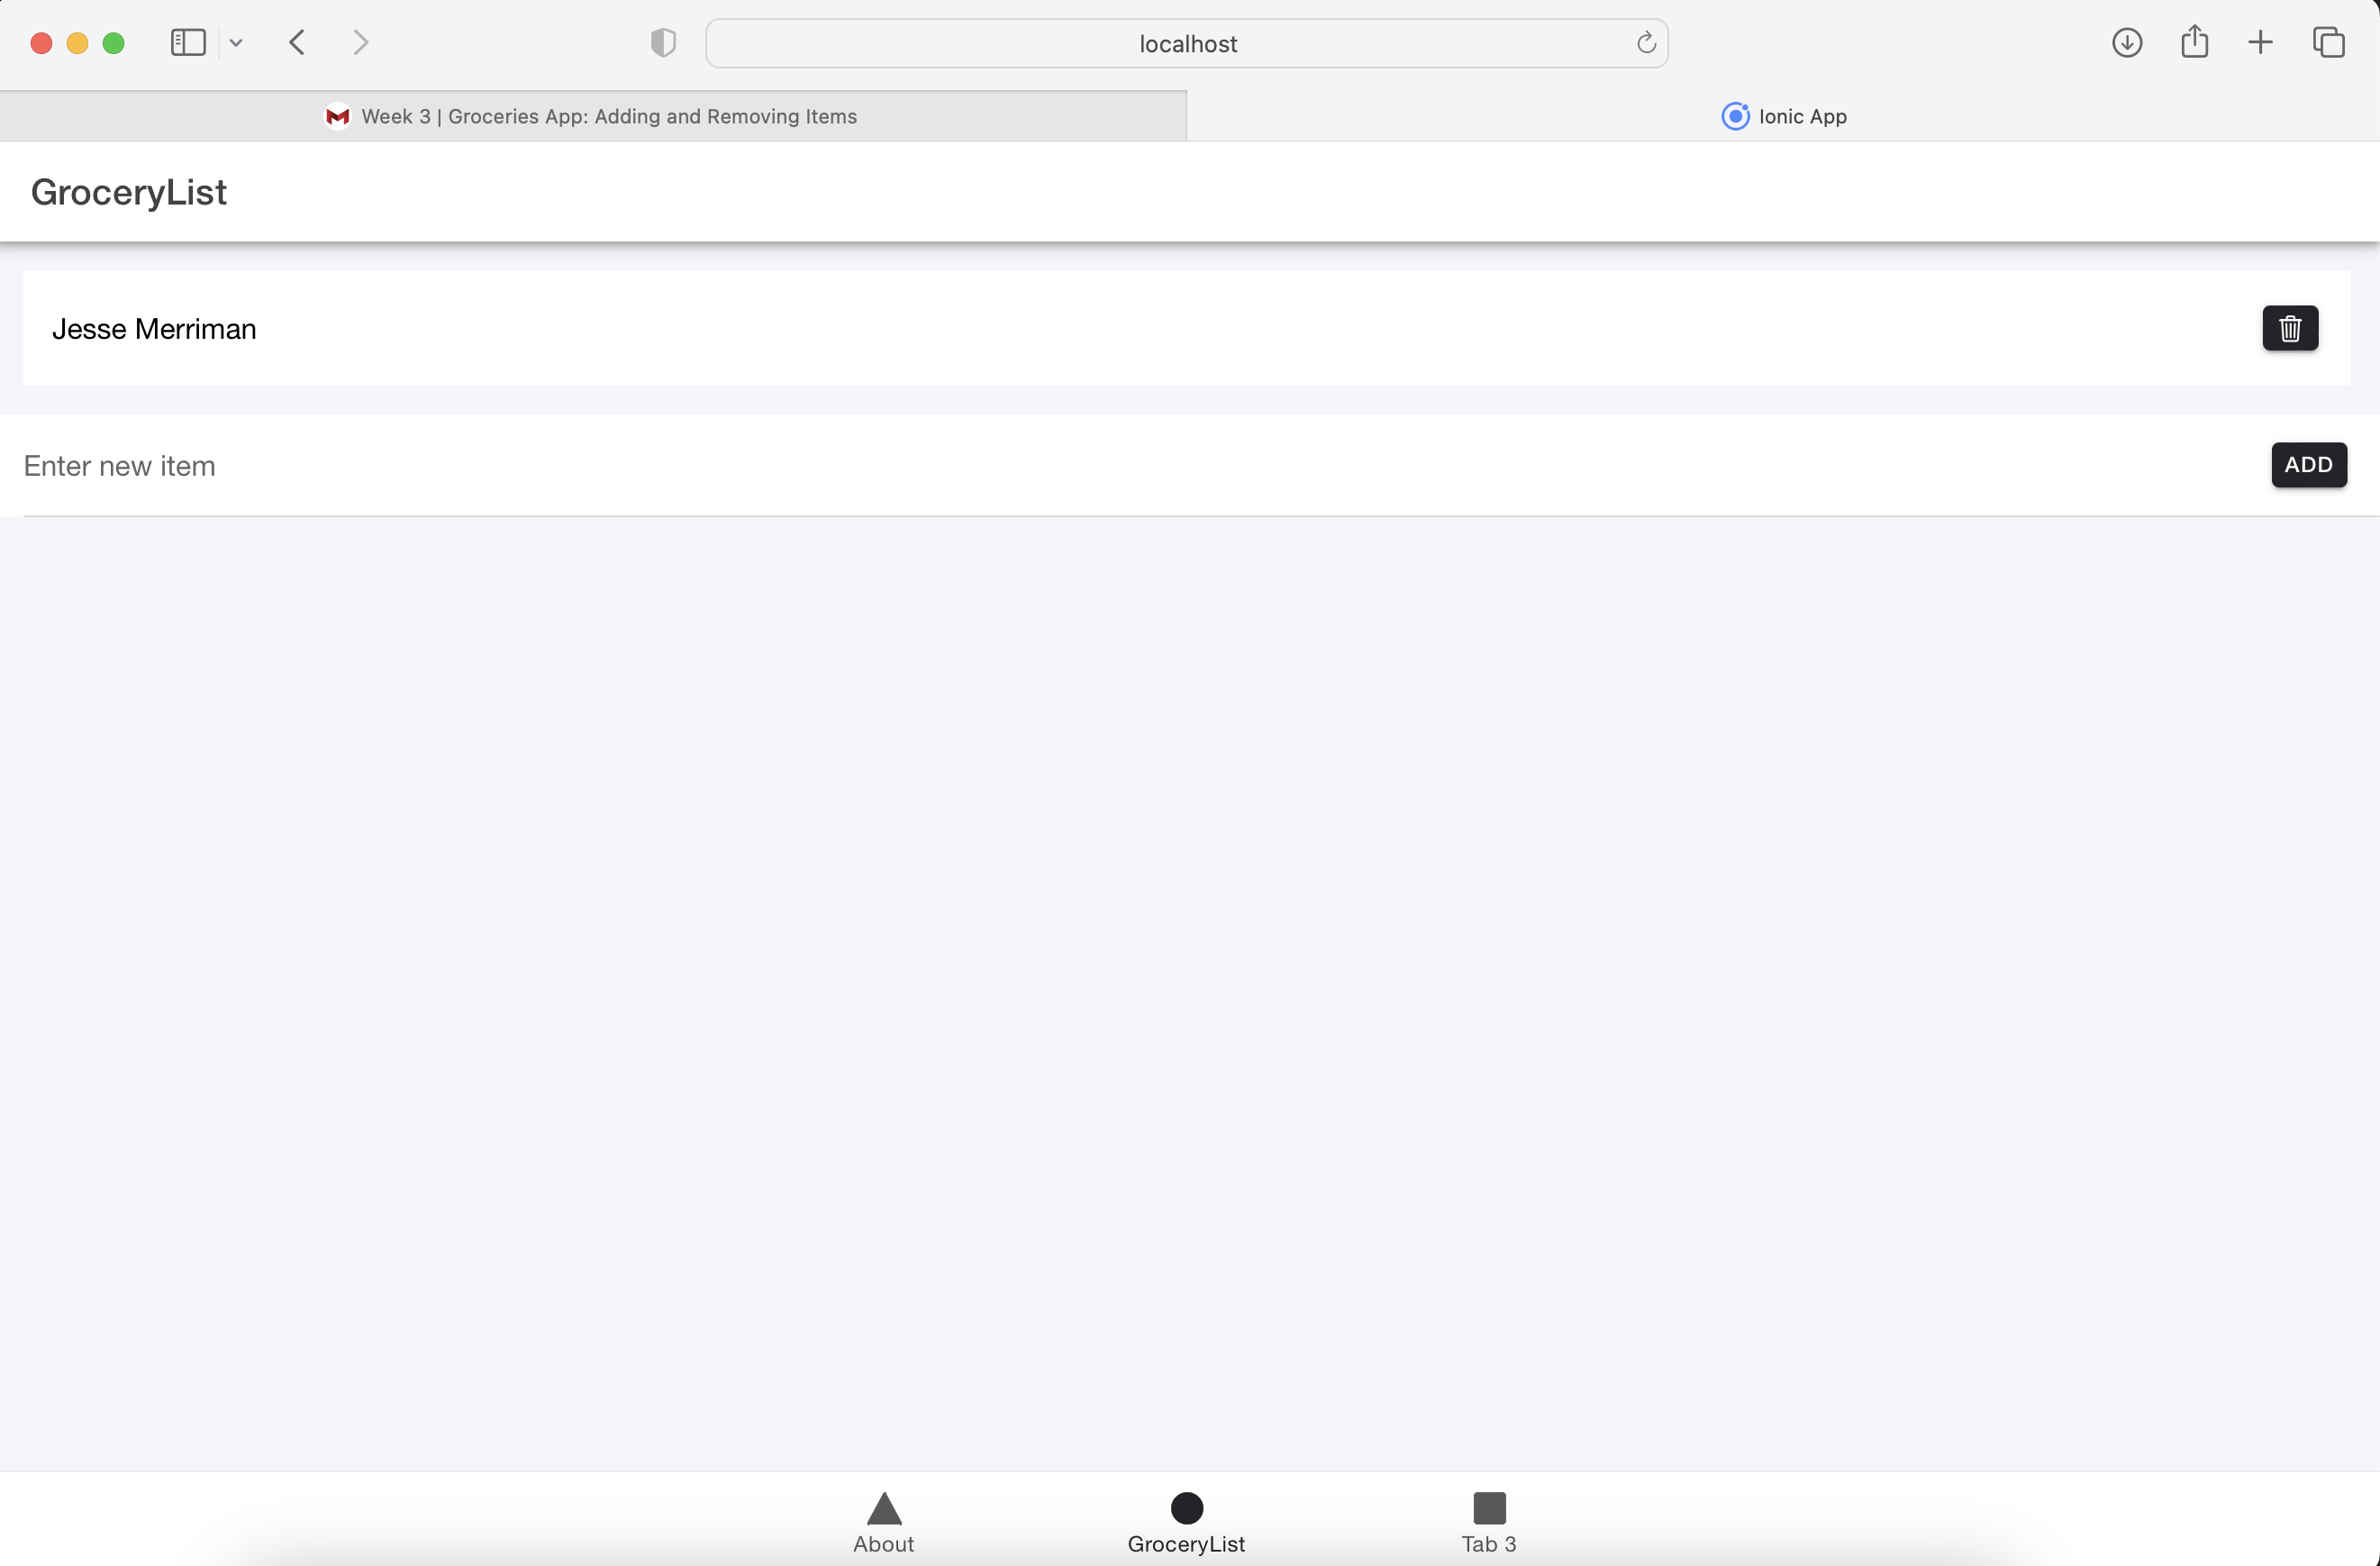 localhost
Week 3 | Groceries App: Adding and Removing Items
Ionic App
GroceryList
Jesse Merriman
Enter new item
ADD
About
GroceryList
Tab 3